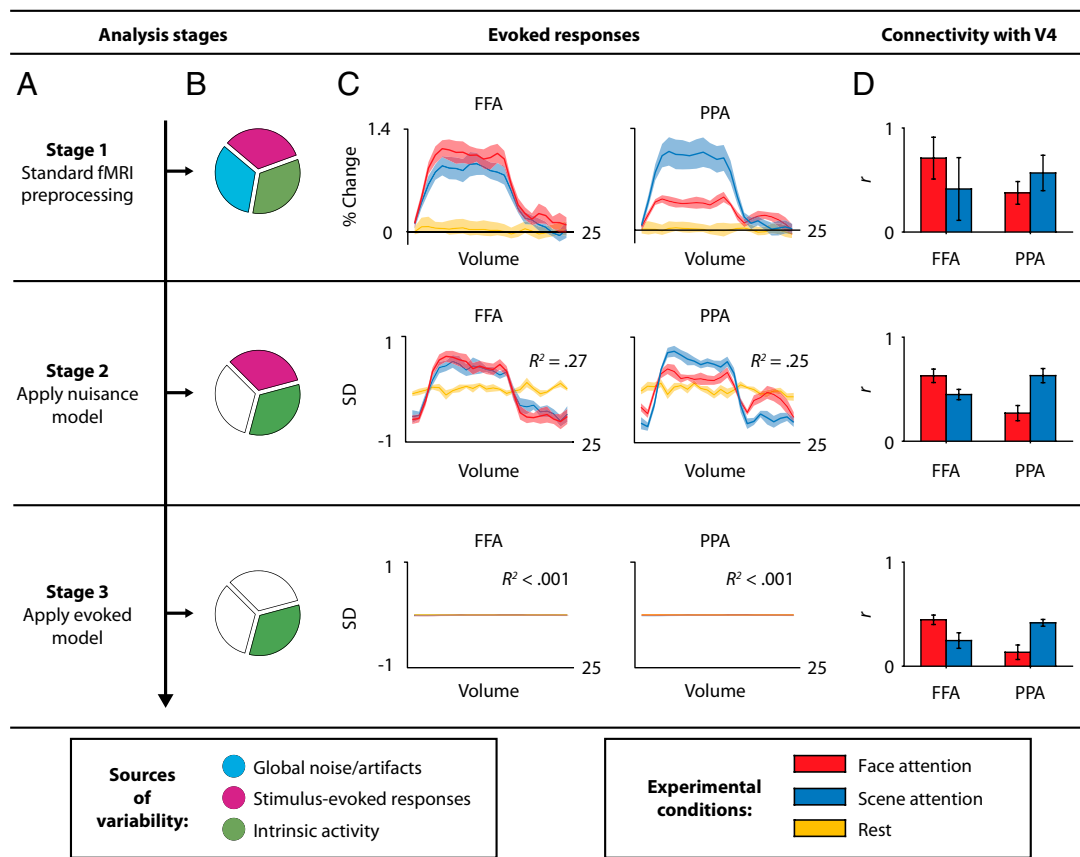 Analysis stages
Evoked responses
Connectivity with V4
A
B
C
D
Stage 1
Standard fMRI
preprocessing
FFA
1.4
% Change
0
25
Volume
PPA
25
Volume
1
r
0
FFA
PPA
Stage 2
Apply nuisance
model
FFA
1
SD
-1
R² = .27
25
Volume
PPA
R² = .25
25
Volume
1
r
0
FFA
PPA
Stage 3
Apply evoked
model
FFA
1
SD
-1
R² < .001
25
Volume
PPA
R² < .001
25
Volume
1
r
0
FFA
PPA
Sources
of
variability:
Global noise/artifacts
Stimulus-evoked responses
Intrinsic activity
Experimental
conditions:
Face attention
Scene attention
Rest